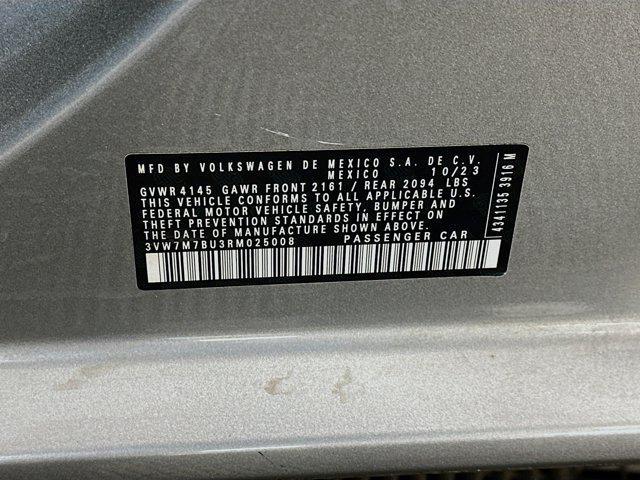 MFD BY VOLKSWAGEN DE MEXICO S.A. DE C.V.
MEXICO 10/23
GVWR4145 GAWR FRONT 2161 / REAR 2094 LBS
THIS VEHICLE CONFORMS TO ALL APPLICABLE U.S.
FEDERAL MOTOR VEHICLE SAFETY, BUMPER AND
THEFT PREVENTION STANDARDS IN EFFECT ON
THE DATE OF MANUFACTURE SHOWN ABOVE.
3VW7M7BU3RM025008 PASSENGER CAR
4341135 3916 M